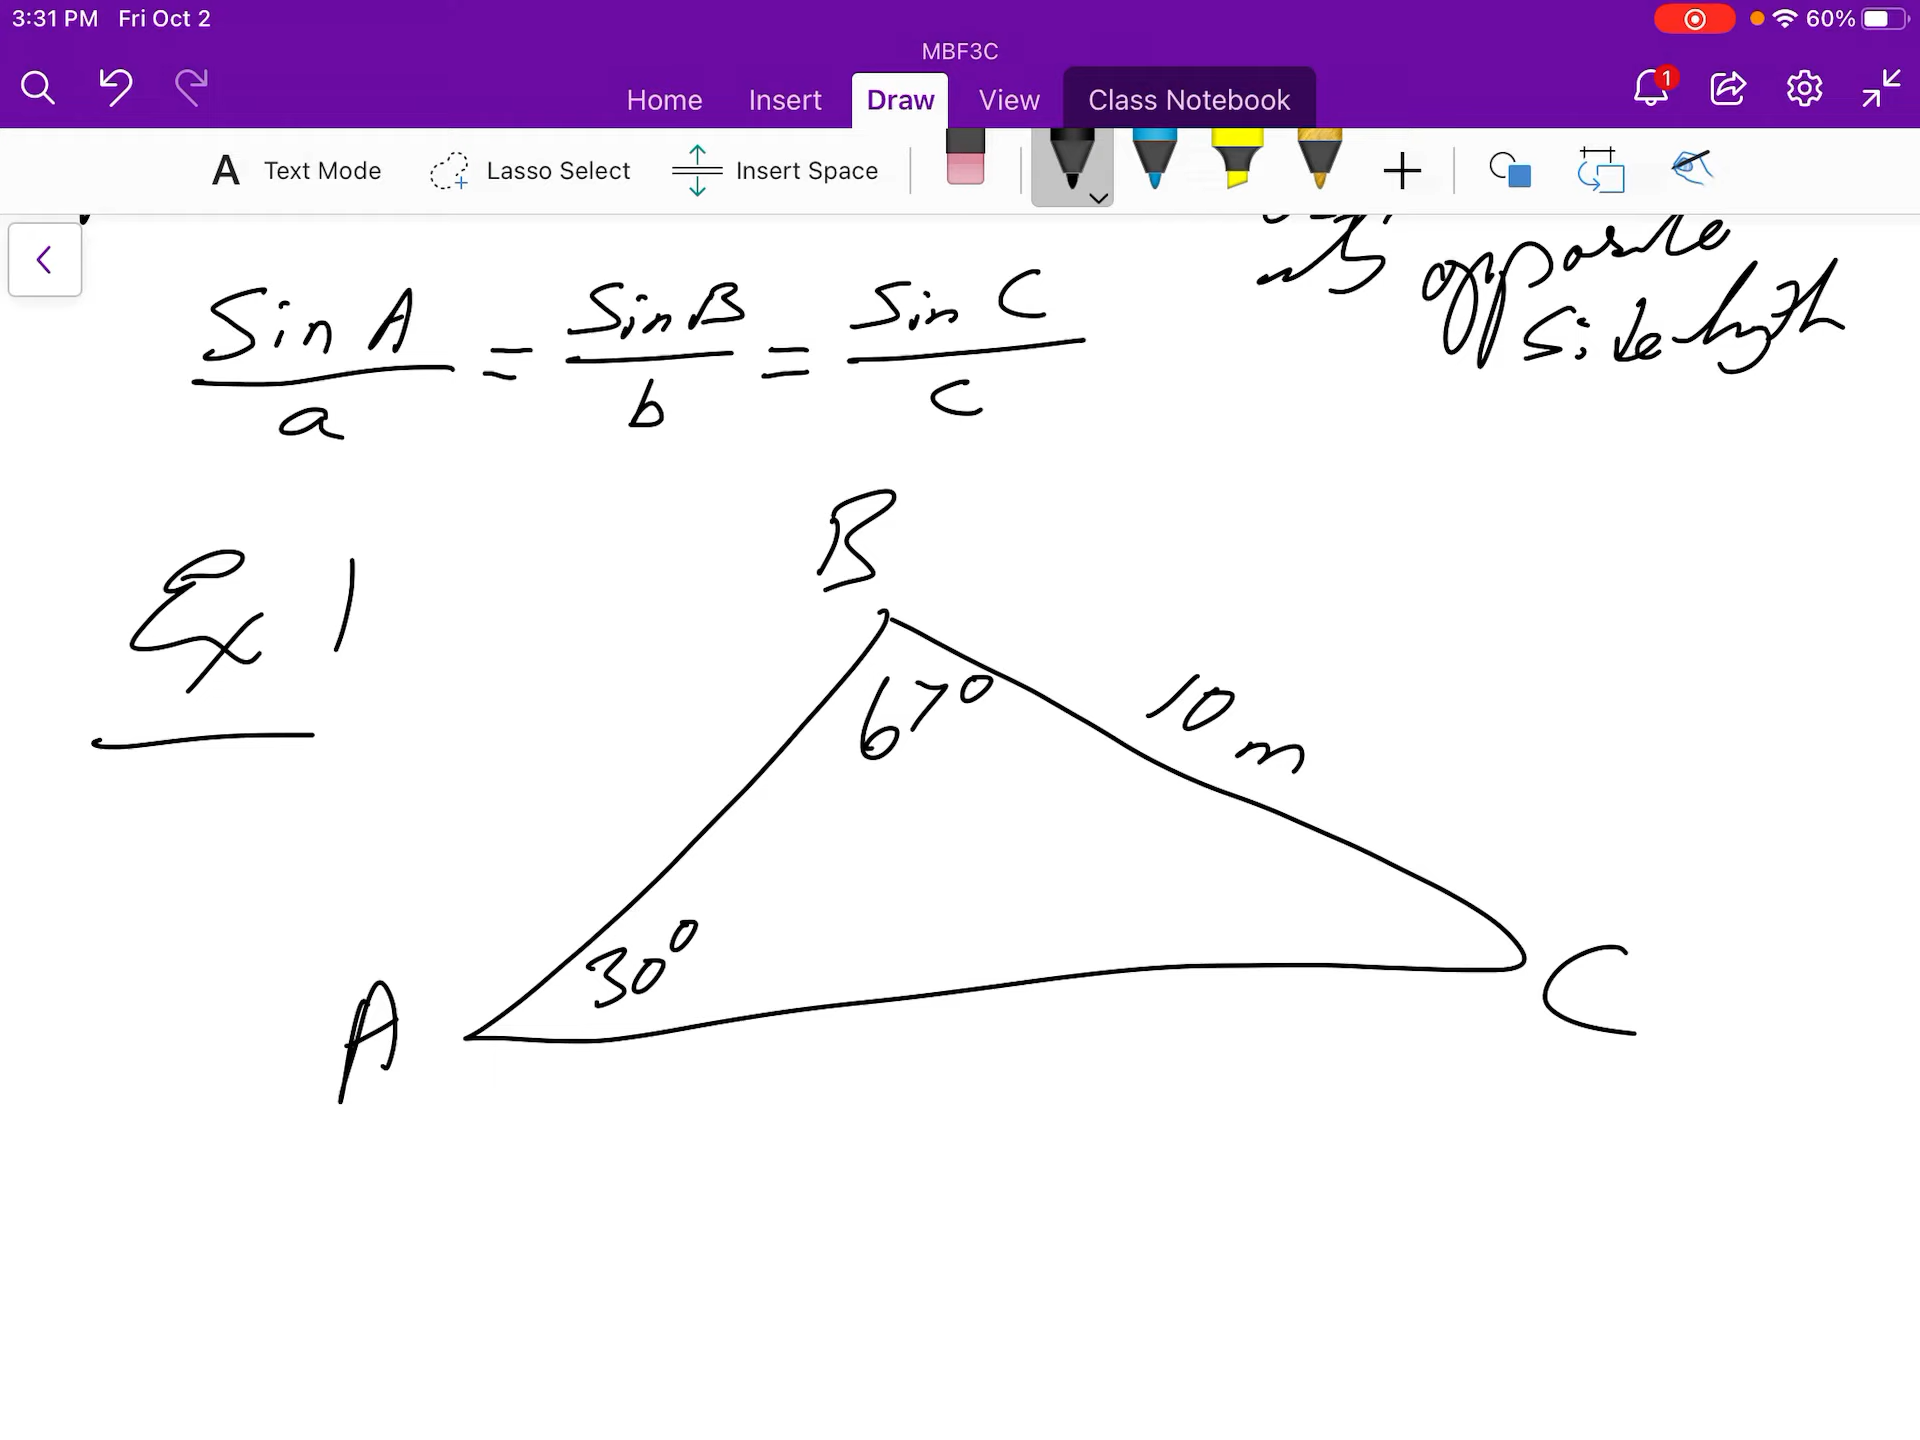 3:31 PM Fri Oct 2
60%
MBF3C
1
Home Insert Draw View Class Notebook
A Text Mode Lasso Select Insert Space
opposite
Side length
Sin A = Sin B = Sin C
a b c
Ex 1
B
67°
10 m
30°
A
C